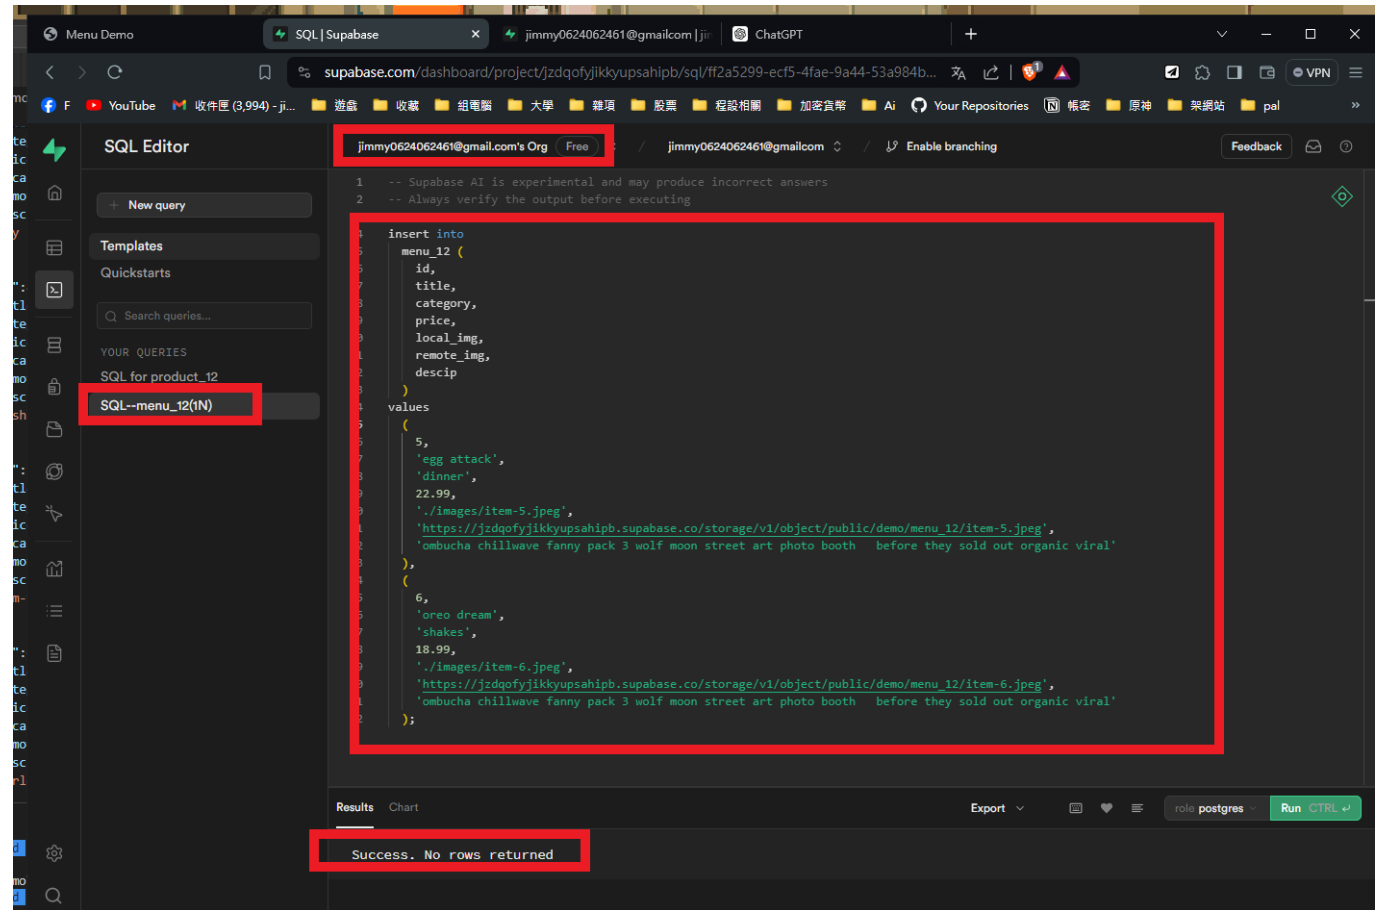 Menu Demo
SQL | Supabase
jimmy0624062461@gmailcom | jim
ChatGPT
supabase.com/dashboard/project/jzdqofyjikkyupsahipb/sql/ff2a5299-ecf5-4fae-9a44-53a984b...
VPN
F
YouTube
收件匣 (3,994) - ji...
遊戲
收藏
組電腦
大學
雜項
股票
程設相關
加密貨幣
Ai
Your Repositories
帳密
原神
架網站
pal
SQL Editor
jimmy0624062461@gmail.com's Org Free / jimmy0624062461@gmailcom / Enable branching
Feedback
New query
Templates
Quickstarts
Search queries...
YOUR QUERIES
SQL for product_12
SQL--menu_12(1N)
1 -- Supabase AI is experimental and may produce incorrect answers
2 -- Always verify the output before executing
insert into
menu_12 (
id,
title,
category,
price,
local_img,
remote_img,
descip
)
values
(
5,
'egg attack',
'dinner',
22.99,
'./images/item-5.jpeg',
'https://jzdqofyjikkyupsahipb.supabase.co/storage/v1/object/public/demo/menu_12/item-5.jpeg',
'ombucha chillwave fanny pack 3 wolf moon street art photo booth   before they sold out organic viral'
),
(
6,
'oreo dream',
'shakes',
18.99,
'./images/item-6.jpeg',
'https://jzdqofyjikkyupsahipb.supabase.co/storage/v1/object/public/demo/menu_12/item-6.jpeg',
'ombucha chillwave fanny pack 3 wolf moon street art photo booth   before they sold out organic viral'
);
Results
Chart
Export
role postgres
Run CTRL ↵
Success. No rows returned